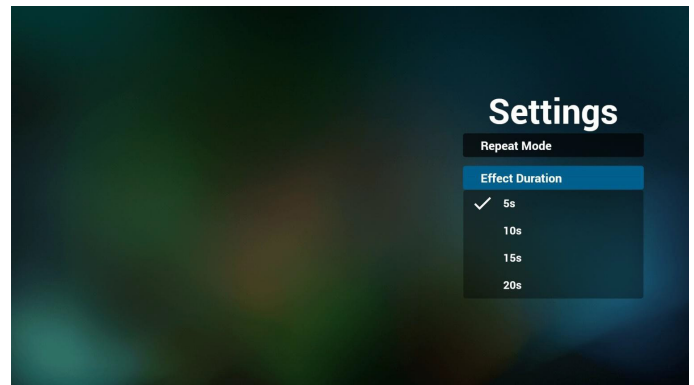 Settings
Repeat Mode
Effect Duration
5s
10s
15s
20s